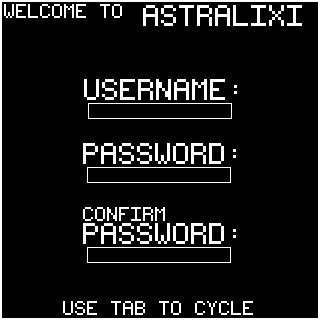 WELCOME TO ASTRALIXI
USERNAME:
PASSWORD:
CONFIRM
PASSWORD:
USE TAB TO CYCLE